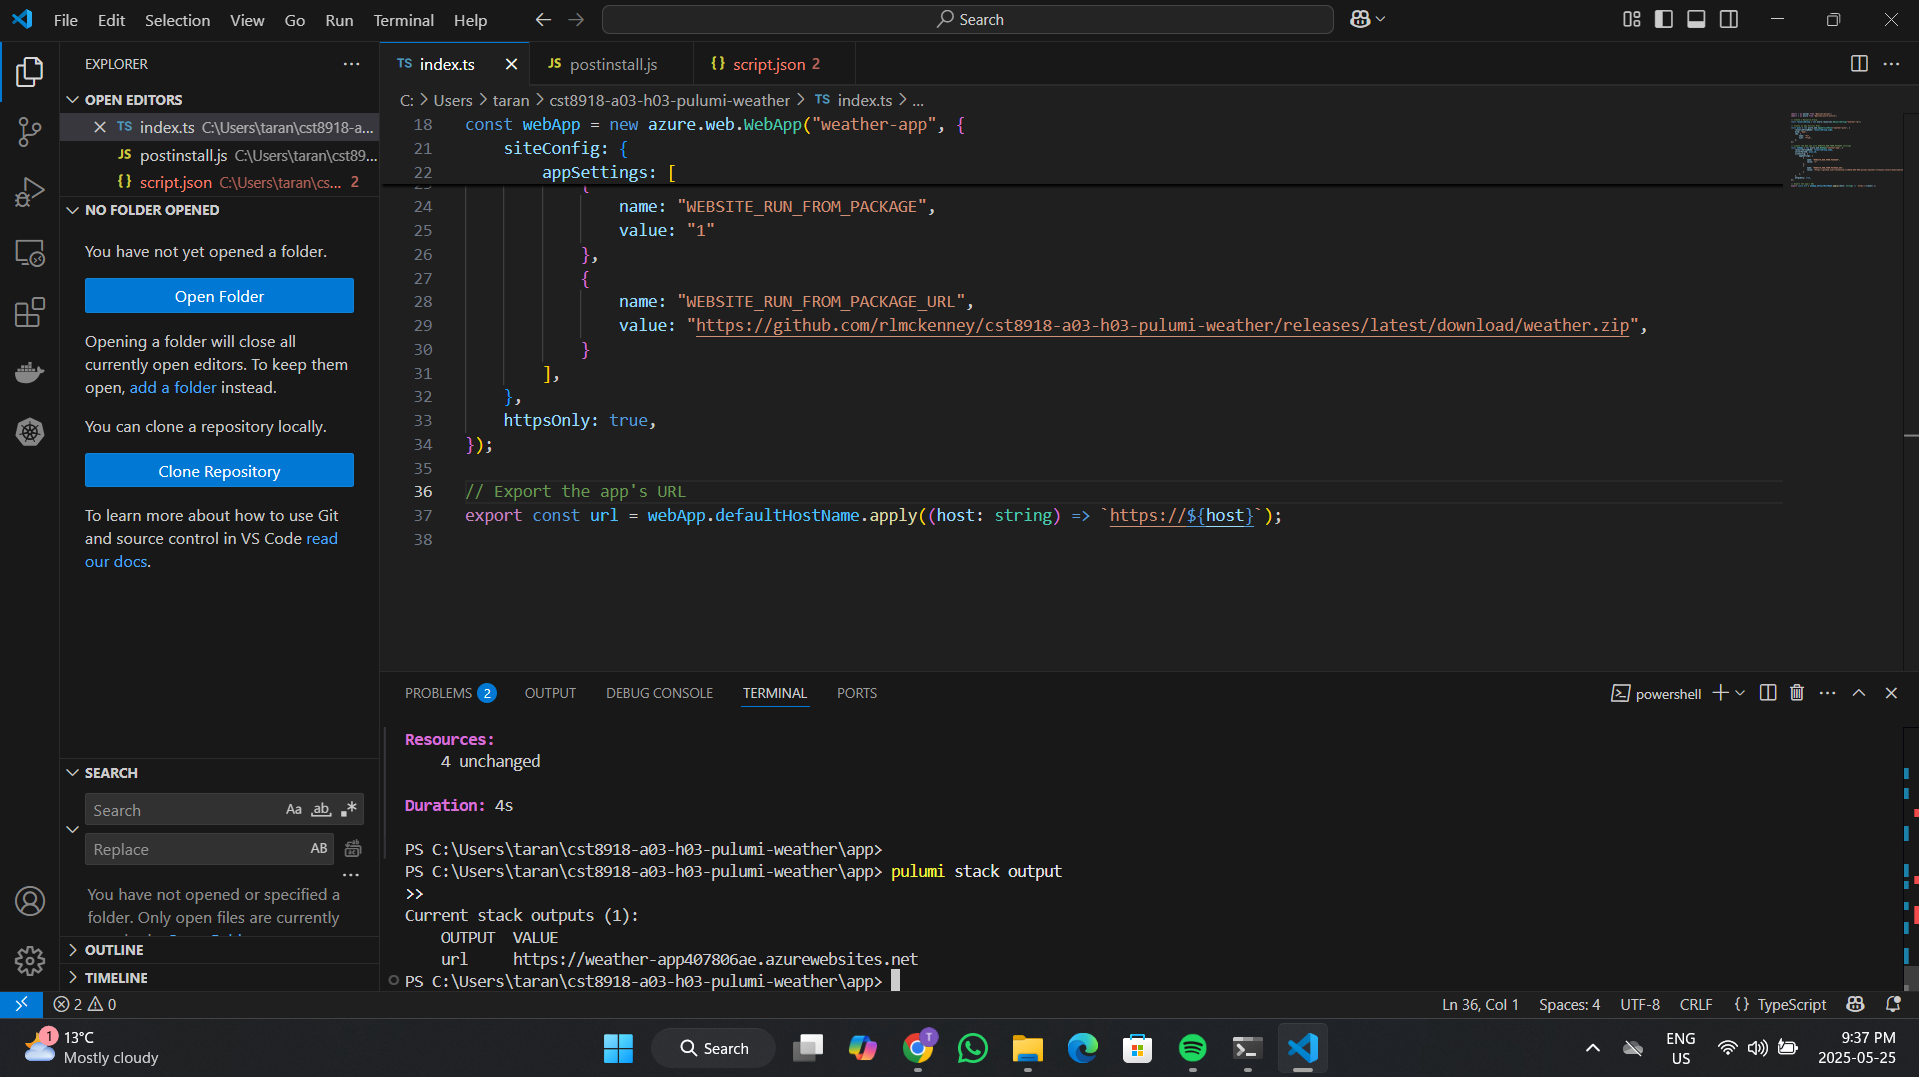 File Edit Selection View Go Run Terminal Help
Search
EXPLORER
OPEN EDITORS
TS index.ts C:\Users\taran\cst8918-a...
JS postinstall.js C:\Users\taran\cst89...
{} script.json C:\Users\taran\cs... 2
NO FOLDER OPENED
You have not yet opened a folder.
Open Folder
Opening a folder will close all
currently open editors. To keep them
open, add a folder instead.
You can clone a repository locally.
Clone Repository
To learn more about how to use Git
and source control in VS Code read
our docs.
SEARCH
Search Aa ab .*
Replace AB
You have not opened or specified a
folder. Only open files are currently
OUTLINE
TIMELINE
TS index.ts
JS postinstall.js
{} script.json 2
C: > Users > taran > cst8918-a03-h03-pulumi-weather > TS index.ts > ...
18 const webApp = new azure.web.WebApp("weather-app", {
21 siteConfig: {
22 appSettings: [
24 name: "WEBSITE_RUN_FROM_PACKAGE",
25 value: "1"
26 },
27 {
28 name: "WEBSITE_RUN_FROM_PACKAGE_URL",
29 value: "https://github.com/rlmckenney/cst8918-a03-h03-pulumi-weather/releases/latest/download/weather.zip",
30 }
31 ],
32 },
33 httpsOnly: true,
34 });
35
36 // Export the app's URL
37 export const url = webApp.defaultHostName.apply((host: string) => `https://${host}`);
38
PROBLEMS 2 OUTPUT DEBUG CONSOLE TERMINAL PORTS
powershell
Resources:
4 unchanged
Duration: 4s
PS C:\Users\taran\cst8918-a03-h03-pulumi-weather\app>
PS C:\Users\taran\cst8918-a03-h03-pulumi-weather\app> pulumi stack output
>>
Current stack outputs (1):
OUTPUT VALUE
url https://weather-app407806ae.azurewebsites.net
PS C:\Users\taran\cst8918-a03-h03-pulumi-weather\app>
2 0
Ln 36, Col 1 Spaces: 4 UTF-8 CRLF {} TypeScript
1
13°C
Mostly cloudy
Search
T
ENG
US
9:37 PM
2025-05-25